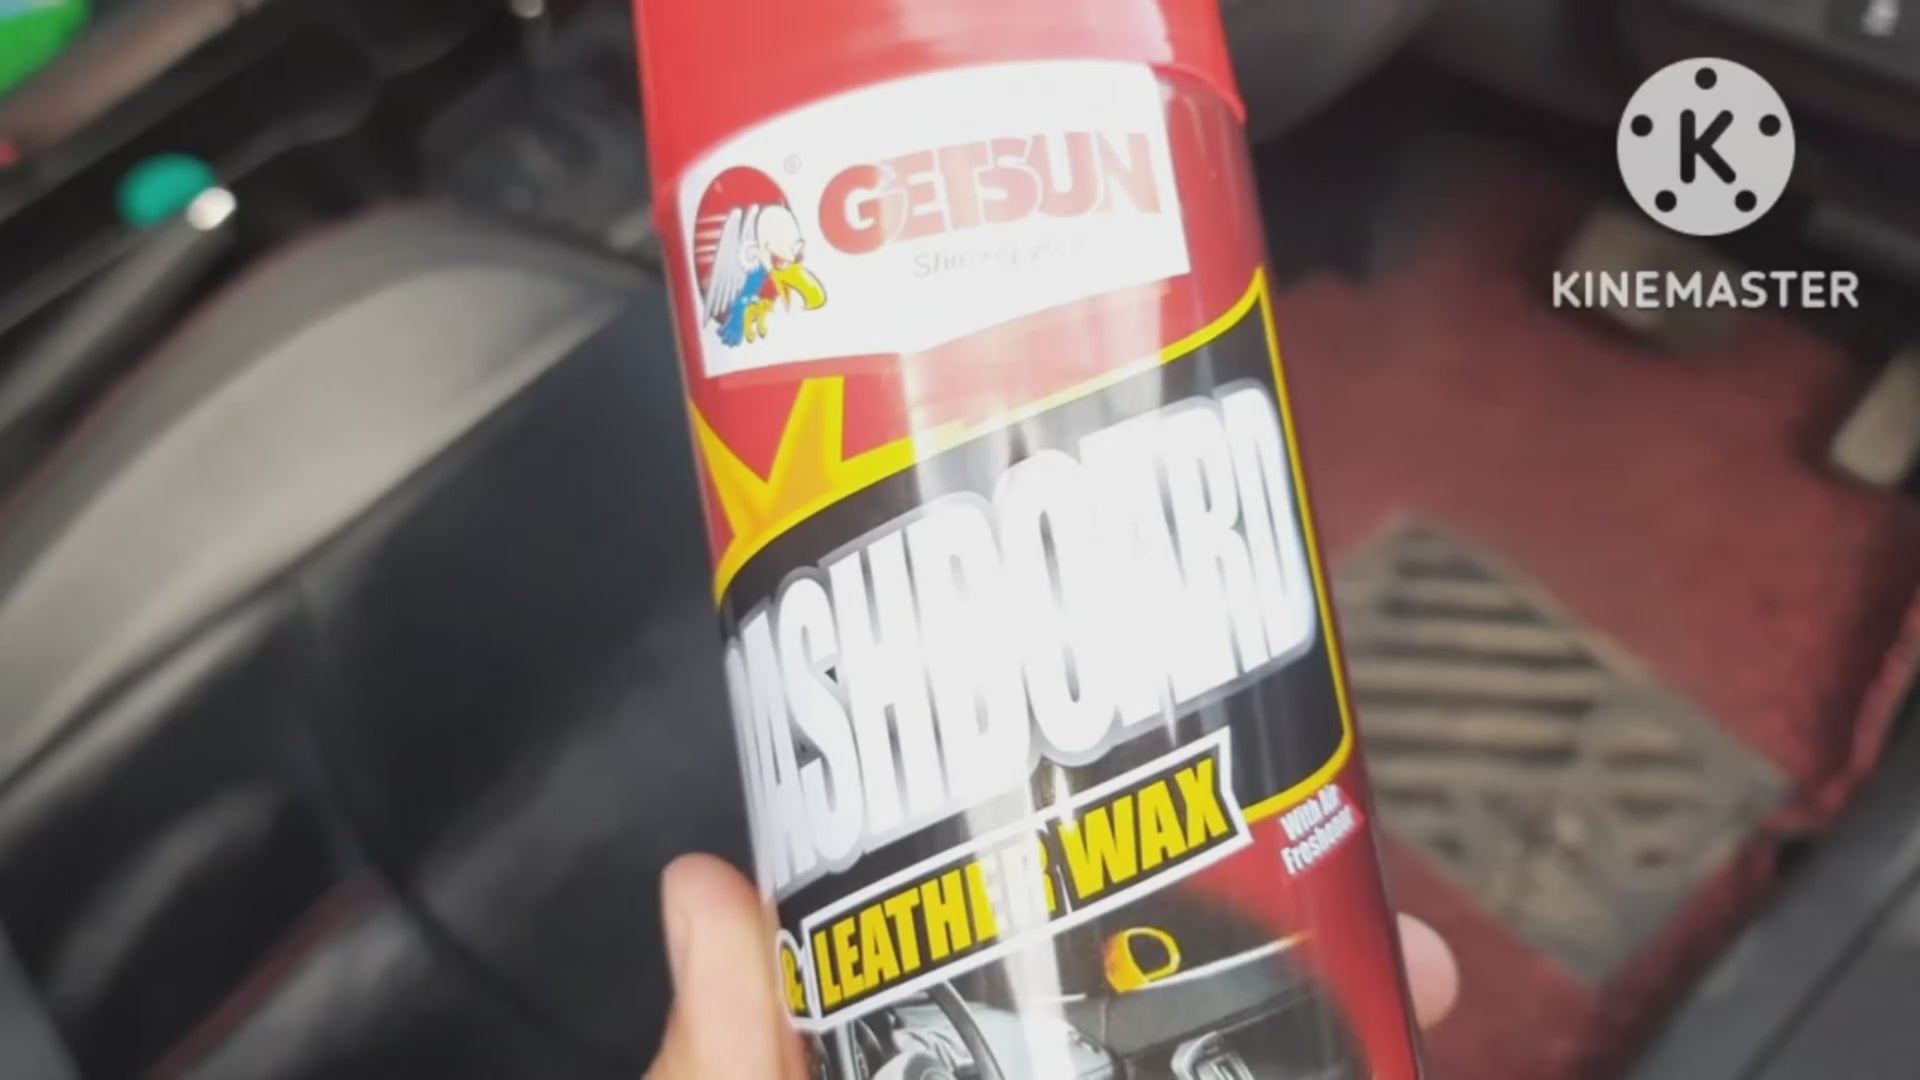 GETSUN
®
K
KINEMASTER
DASHBOARD
& LEATHER WAX
With Air
Freshener